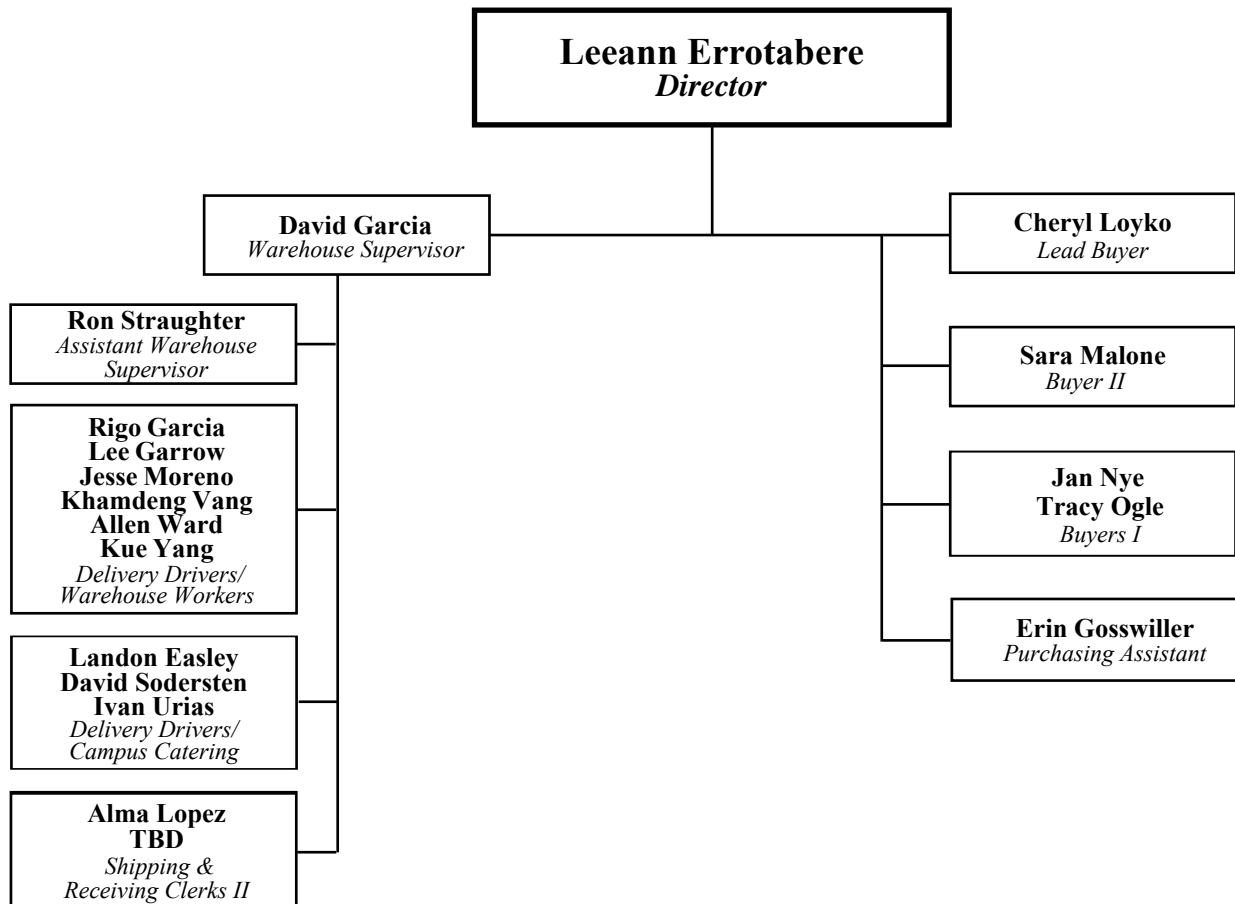 Leeann Errotabere
Director
David Garcia
Warehouse Supervisor
Ron Straughter
Assistant Warehouse
Supervisor
Rigo Garcia
Lee Garrow
Jesse Moreno
Khamdeng Vang
Allen Ward
Kue Yang
Delivery Drivers/
Warehouse Workers
Landon Easley
David Sodersten
Ivan Urias
Delivery Drivers/
Campus Catering
Alma Lopez
TBD
Shipping &
Receiving Clerks II
Cheryl Loyko
Lead Buyer
Sara Malone
Buyer II
Jan Nye
Tracy Ogle
Buyers I
Erin Gosswiller
Purchasing Assistant